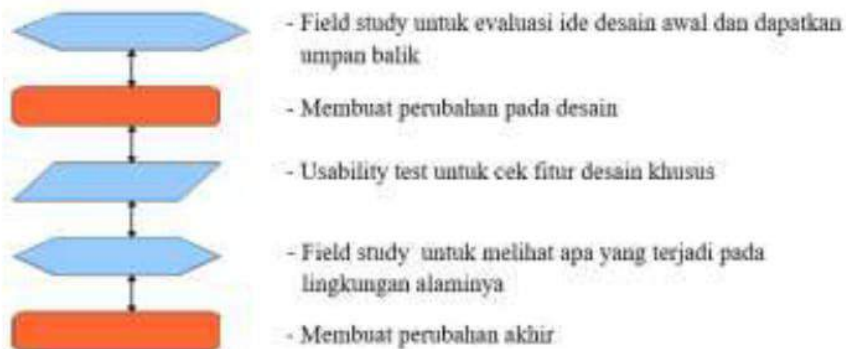 - Field study untuk evaluasi ide desain awal dan dapatkan
umpan balik
- Membuat perubahan pada desain
- Usability test untuk cek fitur desain khusus
- Field study untuk melihat apa yang terjadi pada
lingkungan alaminya
- Membuat perubahan akhir